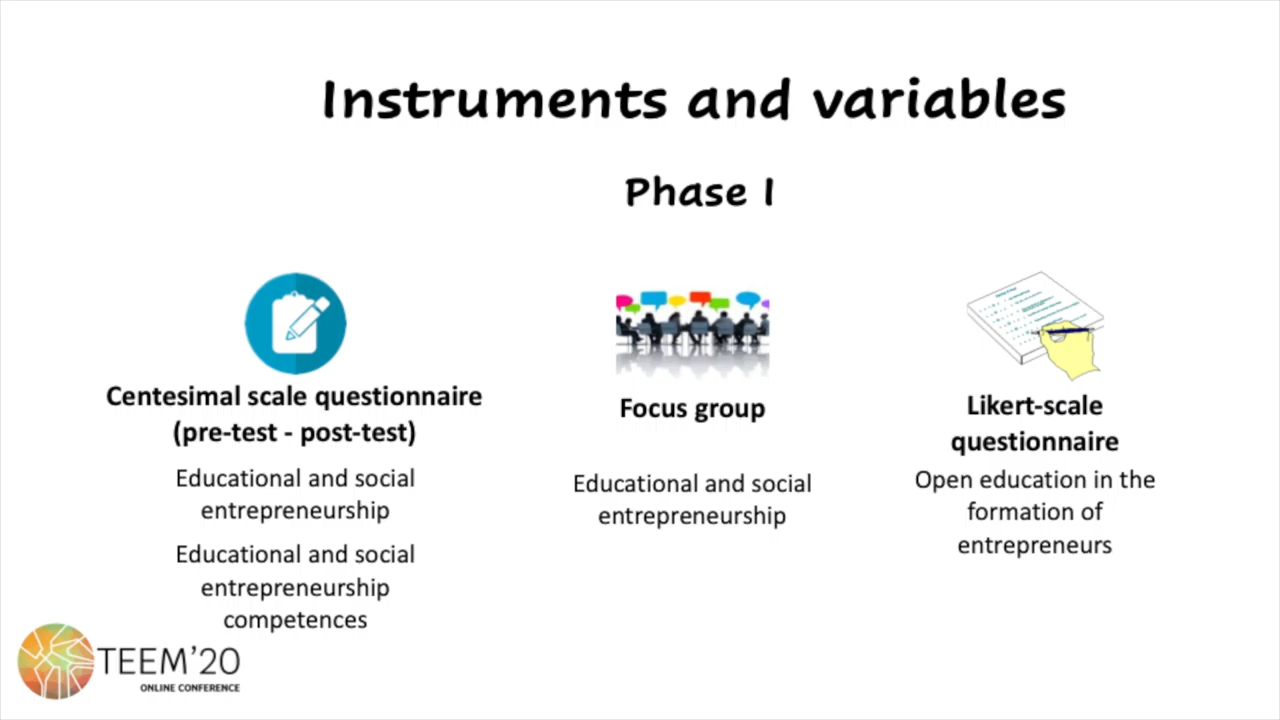 Instruments and variables
Phase I
Centesimal scale questionnaire
(pre-test - post-test)
Educational and social
entrepreneurship
Educational and social
entrepreneurship
competences
Focus group
Educational and social
entrepreneurship
Likert-scale
questionnaire
Open education in the
formation of
entrepreneurs
TEEM'20
ONLINE CONFERENCE